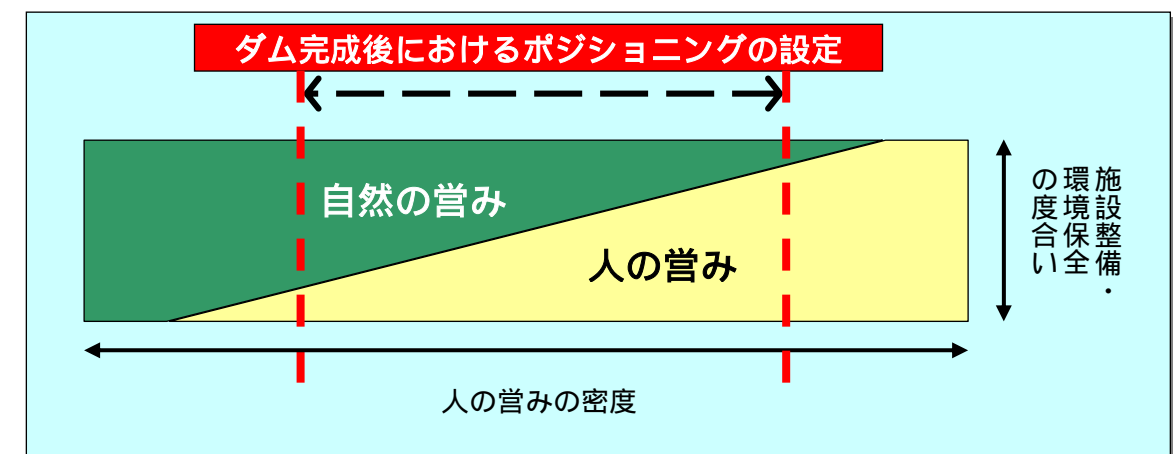 ダム完成後におけるポジショニングの設定
自然の営み
人の営み
施設整備・
環境保全
の度合い
人の営みの密度